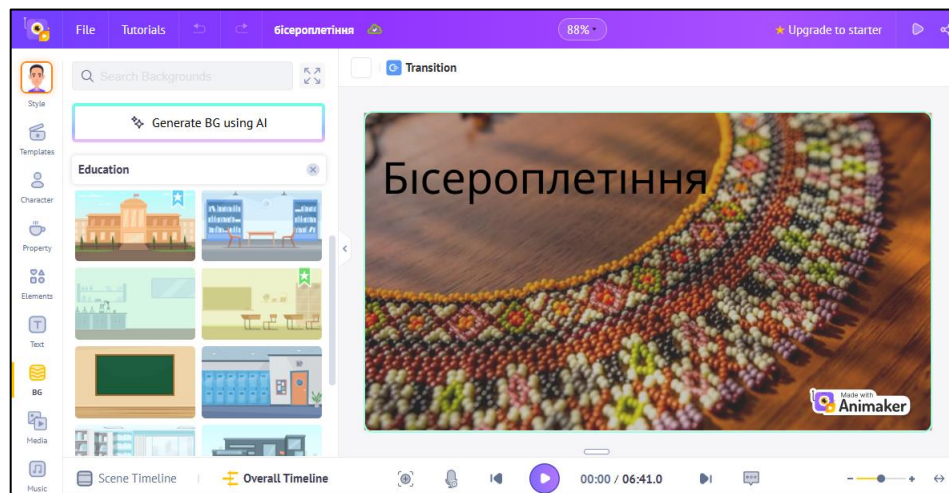 File Tutorials бісероплетіння 88% Upgrade to starter
Style
Templates
Character
Property
Elements
Text
BG
Media
Music
Search Backgrounds
Generate BG using AI
Education
Transition
Бісероплетіння
Made with
Animaker
Scene Timeline Overall Timeline 00:00 / 06:41.0